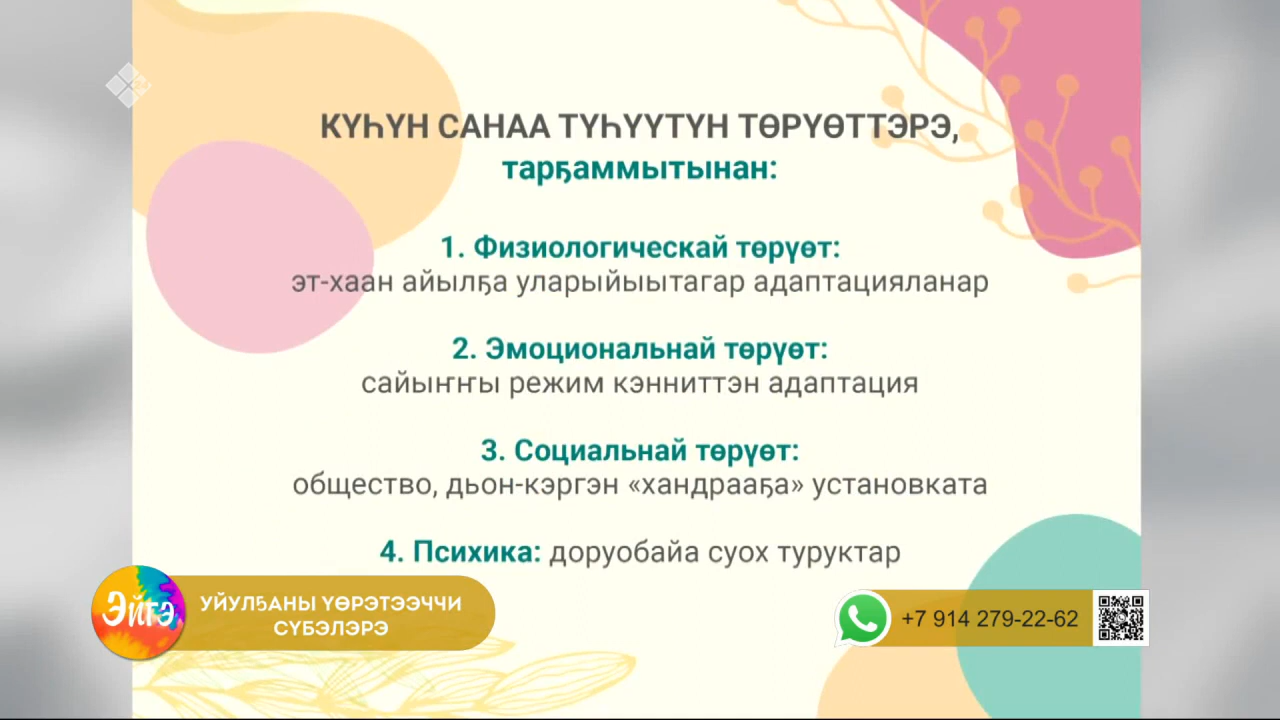 КҮҺҮН САНАА ТҮҺҮҮТҮН ТӨРҮӨТТЭРЭ,
тарҕаммытынан:
1. Физиологическай төрүөт:
эт-хаан айылҕа уларыйыытагар адаптацияланар
2. Эмоциональнай төрүөт:
сайыҥҥы режим кэнниттэн адаптация
3. Социальнай төрүөт:
общество, дьон-кэргэн «хандрааҕа» установката
4. Психика: доруобайа суох туруктар
Эйгэ
УЙУЛҔАНЫ ҮӨРЭТЭЭЧЧИ
СҮБЭЛЭРЭ
+7 914 279-22-62